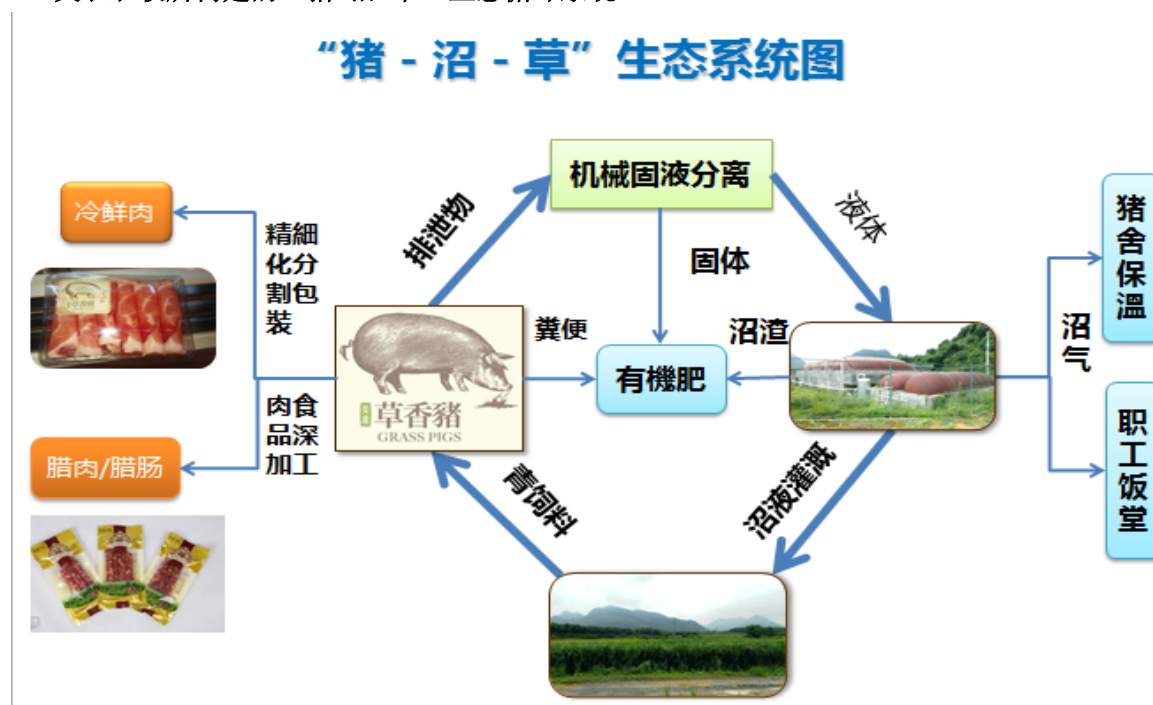 “猪 - 沼 - 草” 生态系统图
机械固液分离
冷鲜肉
精細
化分
割包
裝
排泄物
液体
固体
猪
舍
保
溫
沼
气
糞便
沼渣
有機肥
草香豬
GRASS PIGS
肉食
品深
加工
腊肉/腊肠
青饲料
沼液灌溉
职
工
饭
堂